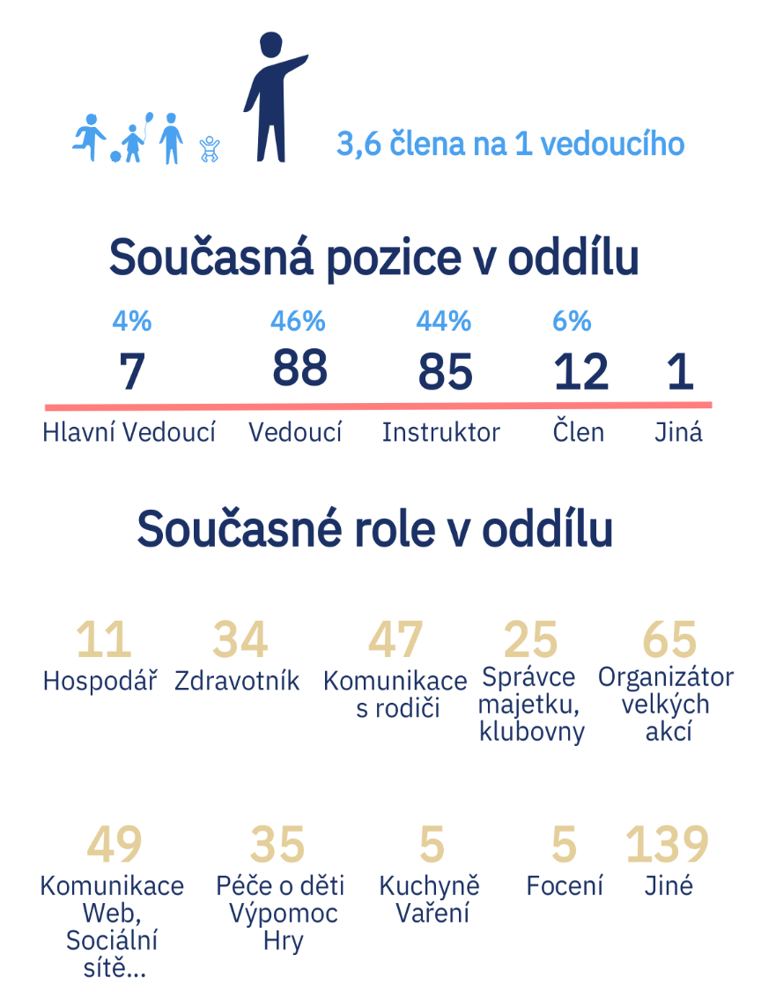 3,6 člena na 1 vedoucího
Současná pozice v oddílu
4% 46% 44% 6%
7 88 85 12 1
Hlavní Vedoucí Vedoucí Instruktor Člen Jiná
Současné role v oddílu
11 34 47 25 65
Hospodář Zdravotník Komunikace Správce Organizátor
s rodiči majetku, velkých
klubovny akcí
49 35 5 5 139
Komunikace Péče o děti Kuchyně Focení Jiné
Web, Výpomoc Vaření
Sociální Hry
sítě...